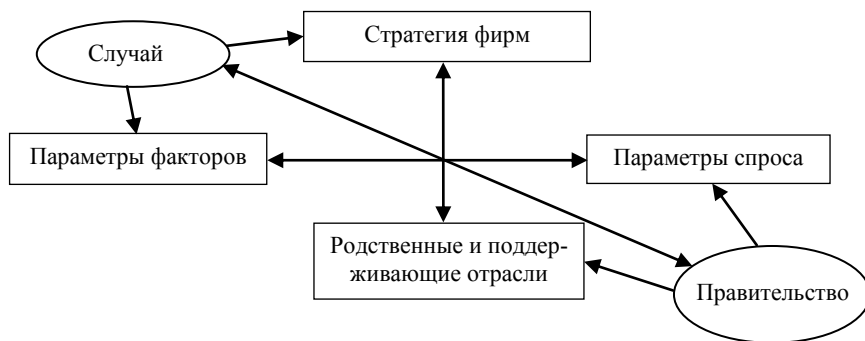 Случай
Стратегия фирм
Параметры факторов
Параметры спроса
Родственные и поддер-
живающие отрасли
Правительство